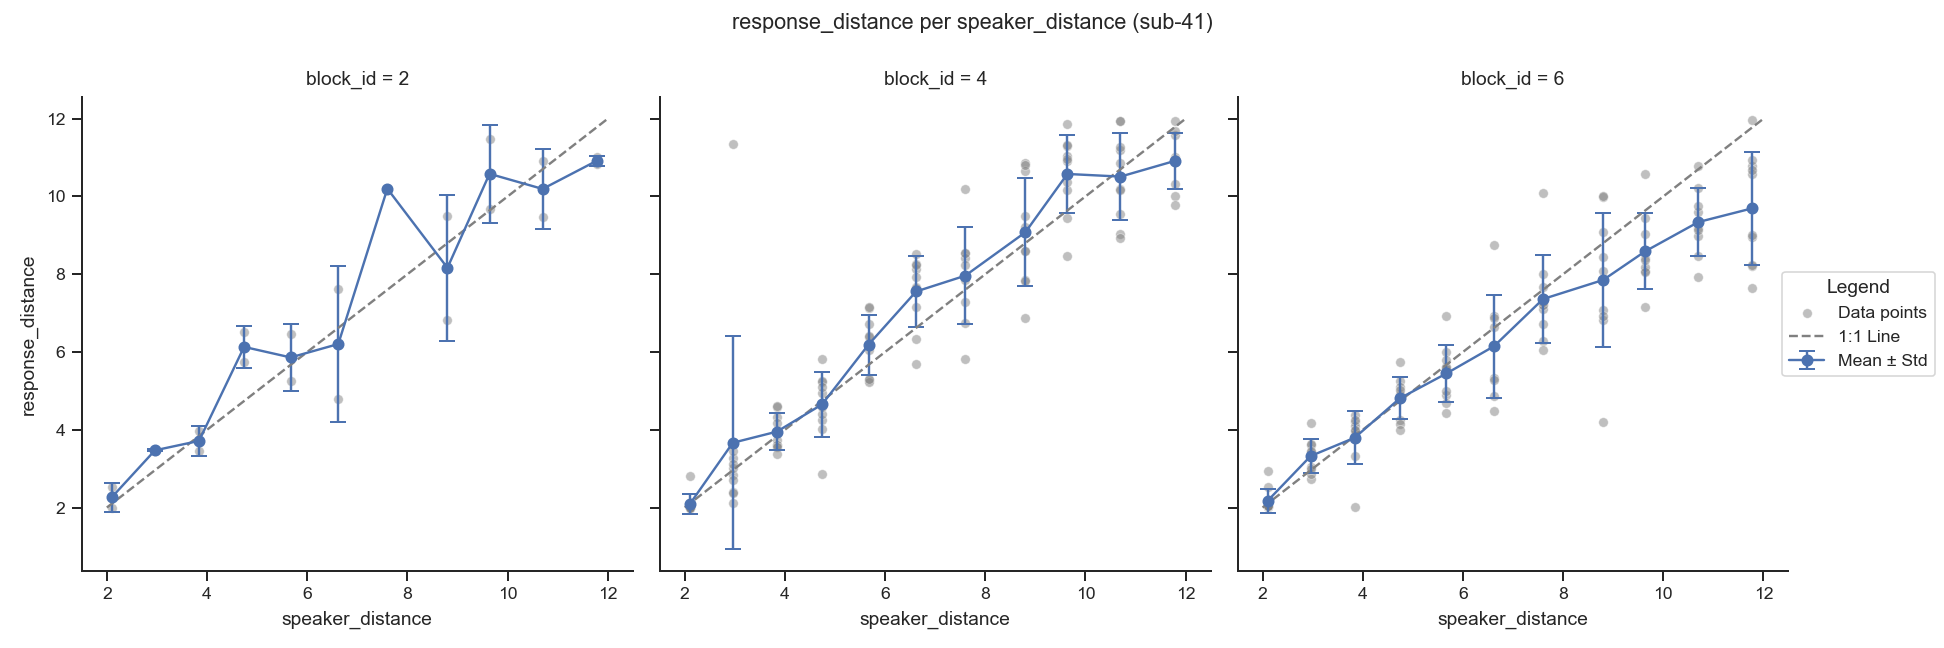 response_distance per speaker_distance (sub-41)
block_id = 2
block_id = 4
block_id = 6
response_distance
12
10
8
6
4
2
2 4 6 8 10 12
2 4 6 8 10 12
2 4 6 8 10 12
speaker_distance
speaker_distance
speaker_distance
Legend
Data points
1:1 Line
Mean ± Std